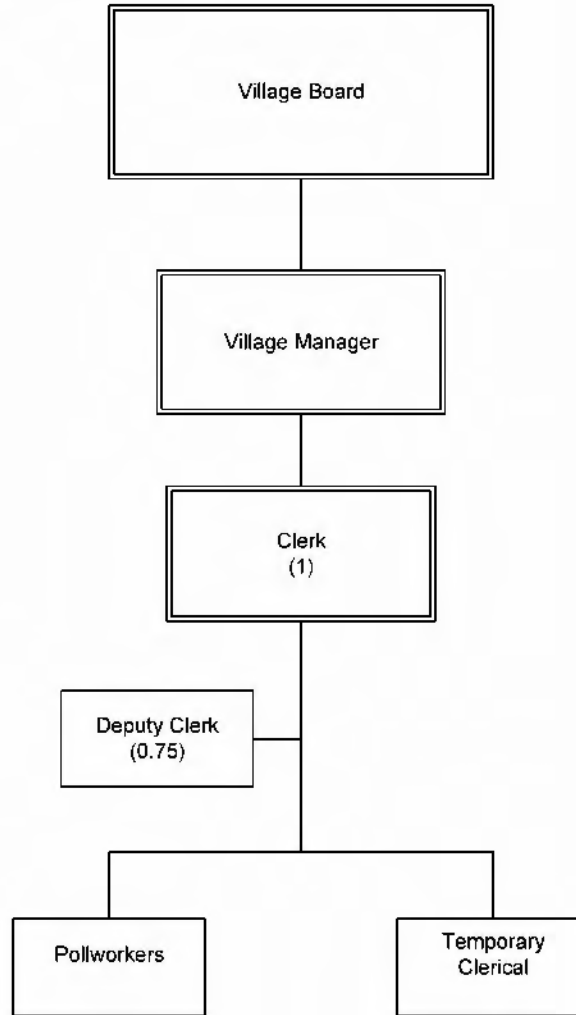 Village Board
Village Manager
Clerk
(1)
Deputy Clerk
(0.75)
Pollworkers
Temporary
Clerical